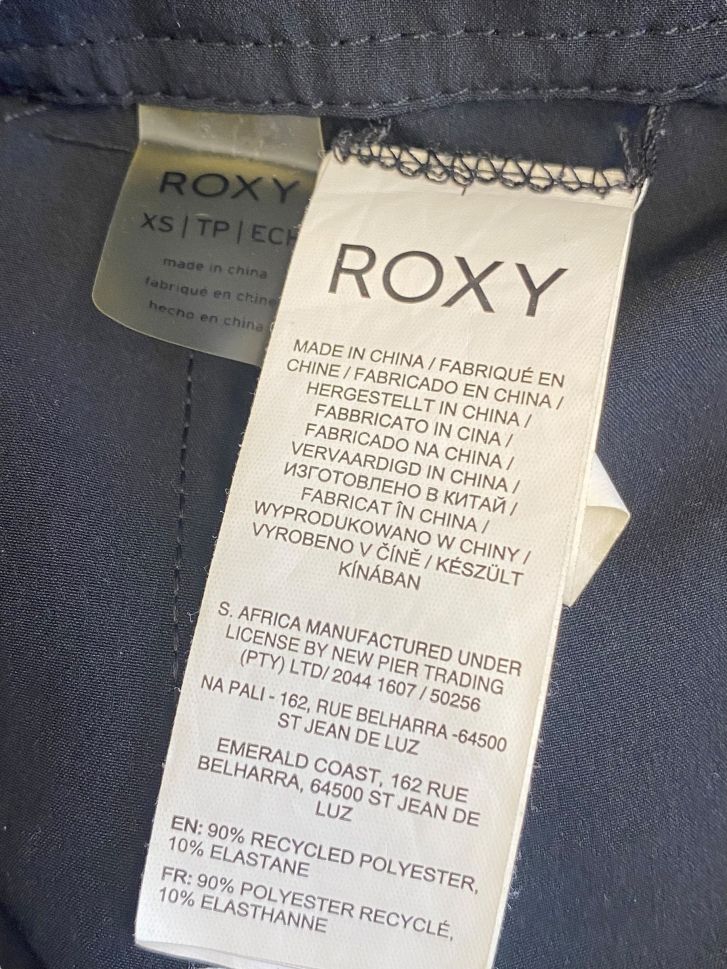 ROXY
XS | TP | ECH
made in china
fabriqué en chine
hecho en china
ROXY
MADE IN CHINA / FABRIQUÉ EN
CHINE / FABRICADO EN CHINA /
HERGESTELLT IN CHINA /
FABBRICATO IN CINA /
FABRICADO NA CHINA /
VERVAARDIGD IN CHINA /
ИЗГОТОВЛЕНО В КИТАЙ /
FABRICAT ÎN CHINA /
WYPRODUKOWANO W CHINY /
VYROBENO V ČÍNĚ / KÉSZÜLT
KÍNÁBAN
S. AFRICA MANUFACTURED UNDER
LICENSE BY NEW PIER TRADING
(PTY) LTD/ 2044 1607 / 50256
NA PALI - 162, RUE BELHARRA -64500
ST JEAN DE LUZ
EMERALD COAST, 162 RUE
BELHARRA, 64500 ST JEAN DE
LUZ
EN: 90% RECYCLED POLYESTER,
10% ELASTANE
FR: 90% POLYESTER RECYCLÉ,
10% ELASTHANNE